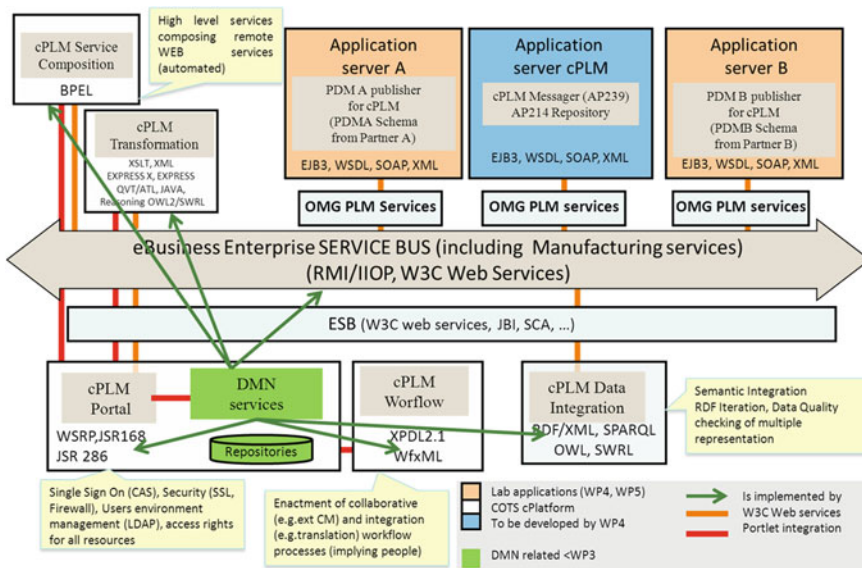 cPLM Service
Composition
BPEL
High level services
composing remote
WEB services
(automated)
Application
server A
PDM A publisher
for cPLM
(PDMA Schema
from Partner A)
EJB3, WSDL, SOAP, XML
Application
server cPLM
cPLM Messager (AP239)
AP214 Repository
EJB3, WSDL, SOAP, XML
Application
server B
PDM B publisher
for cPLM
(PDMB Schema
from Partner B)
EJB3, WSDL, SOAP, XML
cPLM
Transformation
XSLT, XML
EXPRESS X, EXPRESS
QVT/ATL, JAVA,
Reasoning OWL2/SWRL
OMG PLM Services
OMG PLM services
OMG PLM services
eBusiness Enterprise SERVICE BUS (including Manufacturing services)
(RMI/IIOP, W3C Web Services)
ESB (W3C web services, JBI, SCA, ...)
cPLM
Portal
WSRP,JSR168
JSR 286
DMN
services
Repositories
cPLM
Worflow
XPDL2.1
WfxML
cPLM Data
Integration
RDF/XML, SPARQL
OWL, SWRL
Semantic Integration
RDF Iteration, Data Quality
checking of multiple
representation
Single Sign On (CAS), Security (SSL,
Firewall), Users environment
management (LDAP), access rights
for all resources
Enactment of collaborative
(e.g.ext CM) and integration
(e.g.translation) workflow
processes (implying people)
Lab applications (WP4, WP5)
COTS cPlatform
To be developed by WP4
DMN related <WP3
Is implemented by
W3C Web services
Portlet integration